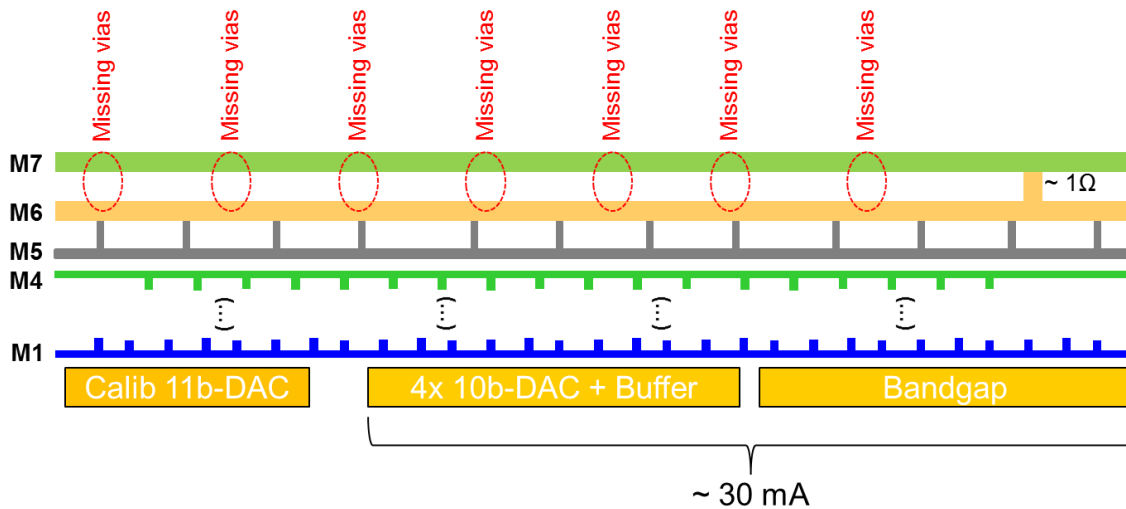 Missing vias
Missing vias
Missing vias
Missing vias
Missing vias
Missing vias
Missing vias
M7
~ 1Ω
M6
M5
M4
(...)
(...)
(...)
(...)
M1
Calib 11b-DAC
4x 10b-DAC + Buffer
Bandgap
~ 30 mA